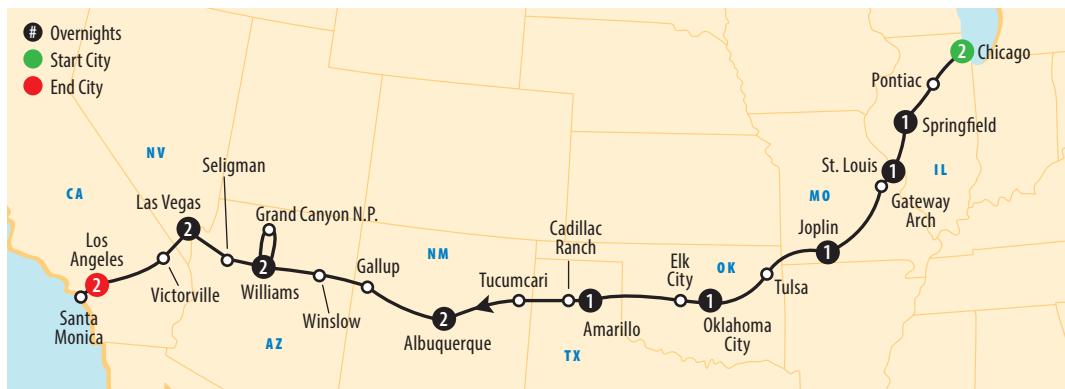 # Overnights
Start City
End City
2 Chicago
Pontiac
1 Springfield
IL
St. Louis 1
Gateway
Arch
MO
Joplin
1
Tulsa
OK
1
Oklahoma
City
Elk
City
Cadillac
Ranch
1
Amarillo
TX
Tucumcari
NM
2
Albuquerque
Gallup
Winslow
Grand Canyon N.P.
2
Williams
AZ
Seligman
NV
Las Vegas
2
Victorville
CA
Los
Angeles
2
Santa
Monica